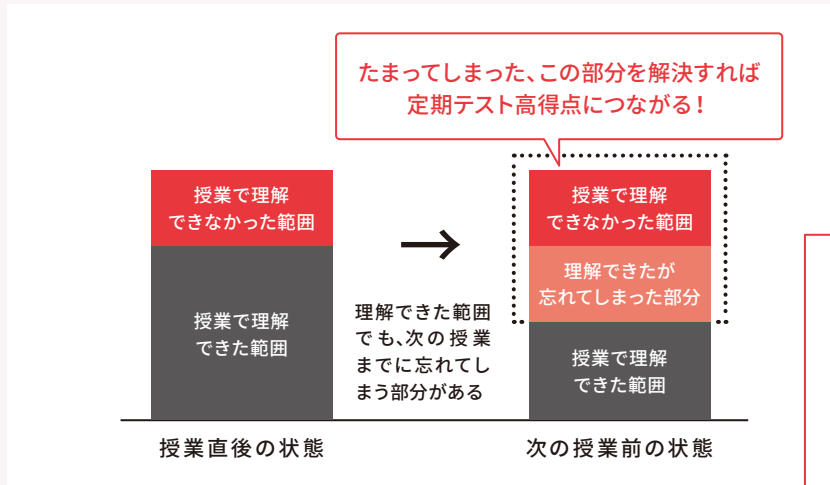 たまってしまった、この部分を解決すれば
定期テスト高得点につながる！
授業で理解
できなかった範囲
授業で理解
できた範囲
→
理解できた範囲
でも、次の授業
までに忘れてし
まう部分がある
授業で理解
できなかった範囲
理解できたが
忘れてしまった部分
授業で理解
できた範囲
授業直後の状態
次の授業前の状態